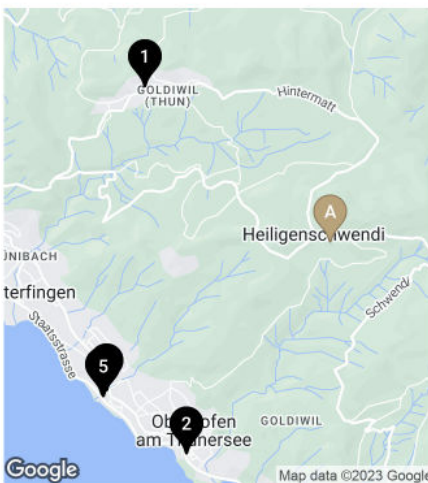 1
GOLDIWIL
(THUN)
Hintermatt
A
Heiligenschwendi
ÜNIBACH
terfingen
Schwendi
Staatsstrasse
5
2
Oberhofen
am Thunersee
GOLDIWIL
Google
Map data ©2023 Google